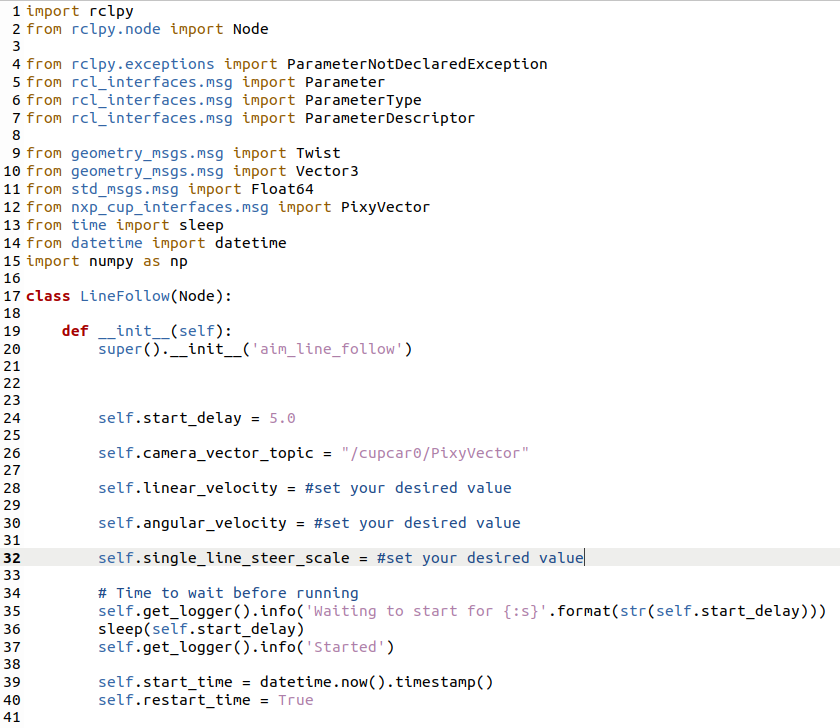 1 import rclpy
2 from rclpy.node import Node
3
4 from rclpy.exceptions import ParameterNotDeclaredException
5 from rcl_interfaces.msg import Parameter
6 from rcl_interfaces.msg import ParameterType
7 from rcl_interfaces.msg import ParameterDescriptor
8
9 from geometry_msgs.msg import Twist
10 from geometry_msgs.msg import Vector3
11 from std_msgs.msg import Float64
12 from nxp_cup_interfaces.msg import PixyVector
13 from time import sleep
14 from datetime import datetime
15 import numpy as np
16
17 class LineFollow(Node):
18
19     def __init__(self):
20         super().__init__('aim_line_follow')
21
22
23
24         self.start_delay = 5.0
25
26         self.camera_vector_topic = "/cupcar0/PixyVector"
27
28         self.linear_velocity = #set your desired value
29
30         self.angular_velocity = #set your desired value
31
32         self.single_line_steer_scale = #set your desired value
33
34         # Time to wait before running
35         self.get_logger().info('Waiting to start for {:s}'.format(str(self.start_delay)))
36         sleep(self.start_delay)
37         self.get_logger().info('Started')
38
39         self.start_time = datetime.now().timestamp()
40         self.restart_time = True
41